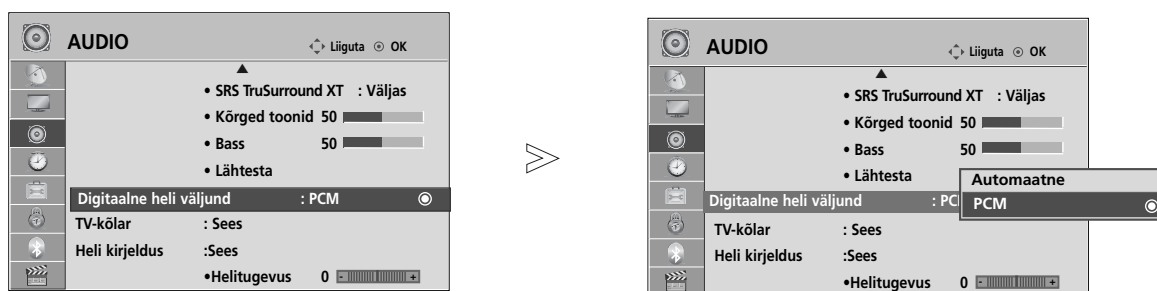 AUDIO
Liiguta OK
• SRS TruSurround XT : Väljas
• Kõrged toonid 50
• Bass 50
• Lähtesta
Digitaalne heli väljund : PCM
TV-kõlar : Sees
Heli kirjeldus :Sees
•Helitugevus 0 - +
AUDIO
Liiguta OK
• SRS TruSurround XT : Väljas
• Kõrged toonid 50
• Bass 50
• Lähtesta
Automaatne
Digitaalne heli väljund : PC
PCM
TV-kõlar : Sees
Heli kirjeldus :Sees
•Helitugevus 0 - +